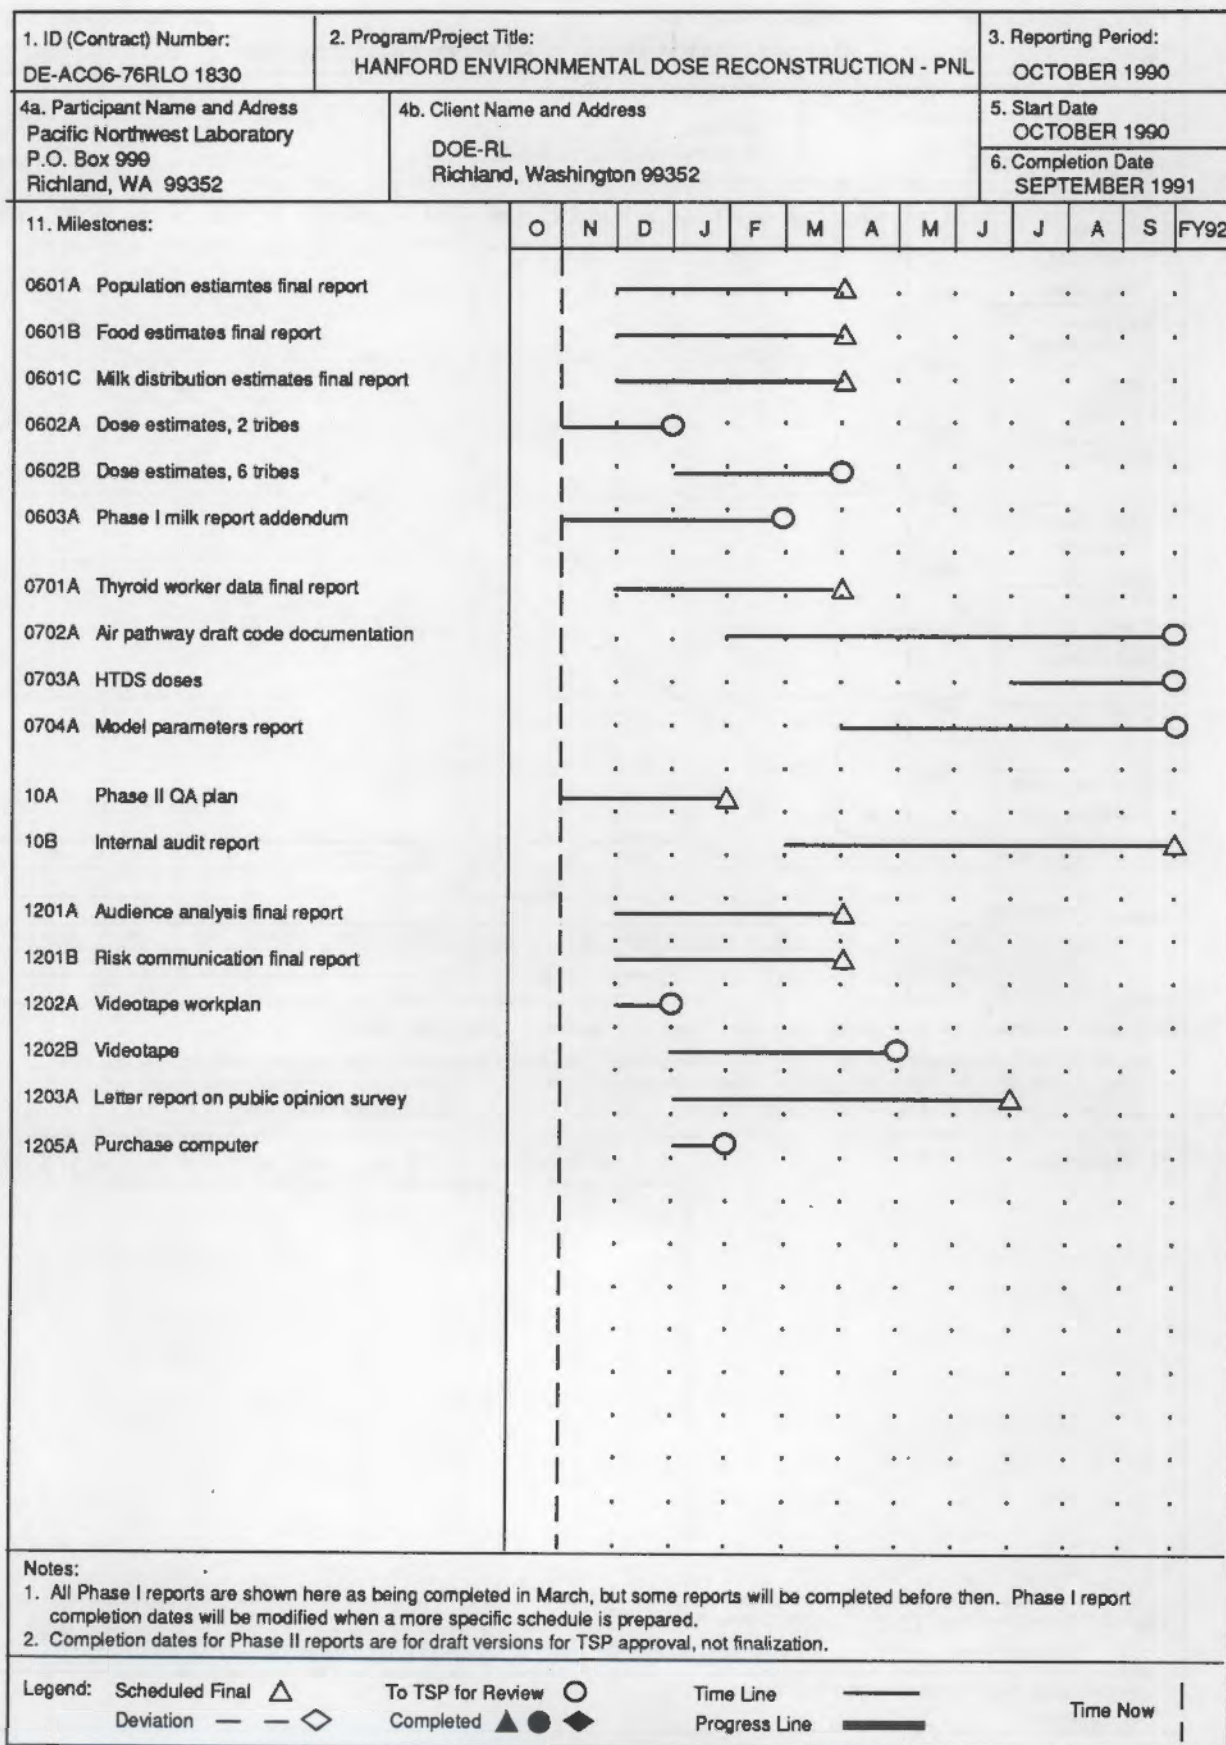 1. ID (Contract) Number:
DE-ACO6-76RLO 1830
2. Program/Project Title:
HANFORD ENVIRONMENTAL DOSE RECONSTRUCTION - PNL
3. Reporting Period:
OCTOBER 1990
4a. Participant Name and Adress
Pacific Northwest Laboratory
P.O. Box 999
Richland, WA 99352
4b. Client Name and Address
DOE-RL
Richland, Washington 99352
5. Start Date
OCTOBER 1990
6. Completion Date
SEPTEMBER 1991
11. Milestones:
O N D J F M A M J J A S FY92
0601A Population estiamtes final report
0601B Food estimates final report
0601C Milk distribution estimates final report
0602A Dose estimates, 2 tribes
0602B Dose estimates, 6 tribes
0603A Phase I milk report addendum
0701A Thyroid worker data final report
0702A Air pathway draft code documentation
0703A HTDS doses
0704A Model parameters report
10A Phase II QA plan
10B Internal audit report
1201A Audience analysis final report
1201B Risk communication final report
1202A Videotape workplan
1202B Videotape
1203A Letter report on public opinion survey
1205A Purchase computer
Notes:
1. All Phase I reports are shown here as being completed in March, but some reports will be completed before then. Phase I report
completion dates will be modified when a more specific schedule is prepared.
2. Completion dates for Phase II reports are for draft versions for TSP approval, not finalization.
Legend: Scheduled Final To TSP for Review Time Line Time Now
Deviation Completed Progress Line